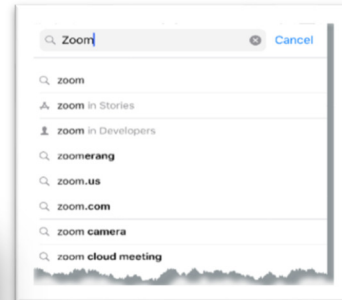 Zoom Cancel
zoom
zoom in Stories
zoom in Developers
zoomerang
zoom.us
zoom.com
zoom camera
zoom cloud meeting